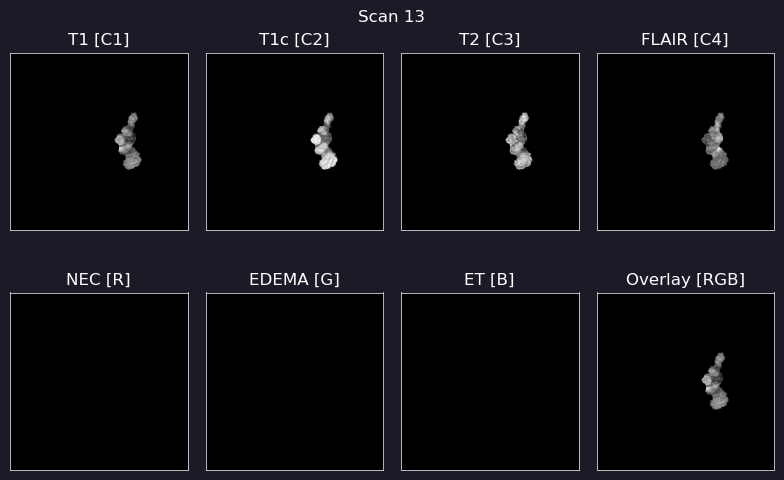 Scan 13
T1 [C1]
T1c [C2]
T2 [C3]
FLAIR [C4]
NEC [R]
EDEMA [G]
ET [B]
Overlay [RGB]